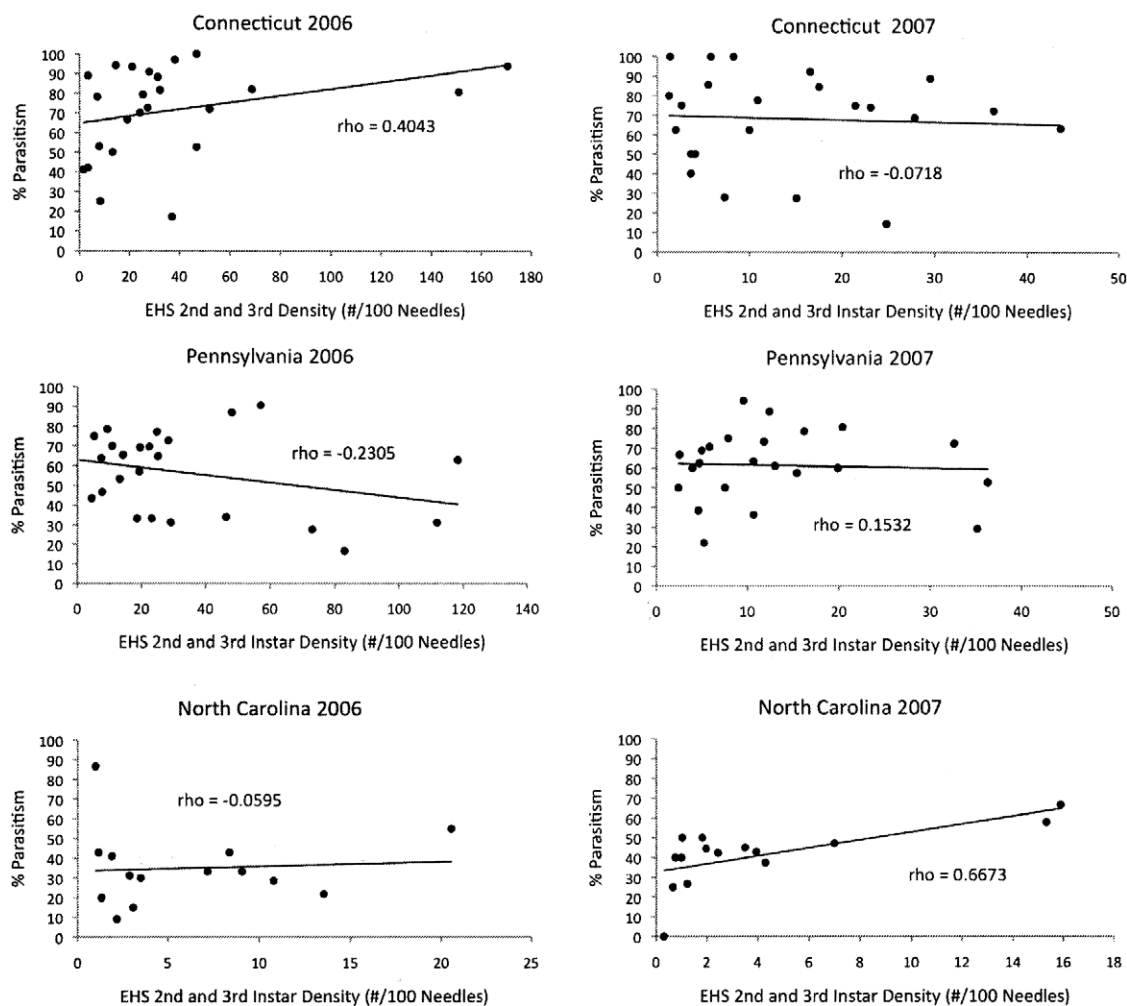 Connecticut 2006
% Parasitism
100
90
80
70
60
50
40
30
20
10
0
rho = 0.4043
0 20 40 60 80 100 120 140 160 180
EHS 2nd and 3rd Density (#/100 Needles)
Connecticut 2007
% Parasitism
100
90
80
70
60
50
40
30
20
10
0
rho = -0.0718
0 10 20 30 40 50
EHS 2nd and 3rd Instar Density (#/100 Needles)
Pennsylvania 2006
% Parasitism
100
90
80
70
60
50
40
30
20
10
0
rho = -0.2305
0 20 40 60 80 100 120 140
EHS 2nd and 3rd Instar Density (#/100 Needles)
Pennsylvania 2007
% Parasitism
100
90
80
70
60
50
40
30
20
10
0
rho = 0.1532
0 10 20 30 40 50
EHS 2nd and 3rd Instar Density (#/100 Needles)
North Carolina 2006
% Parasitism
100
90
80
70
60
50
40
30
20
10
0
rho = -0.0595
0 5 10 15 20 25
EHS 2nd and 3rd Instar Density (#/100 Needles)
North Carolina 2007
% Parasitism
100
90
80
70
60
50
40
30
20
10
0
rho = 0.6673
0 2 4 6 8 10 12 14 16 18
EHS 2nd and 3rd Instar Density (#/100 Needles)